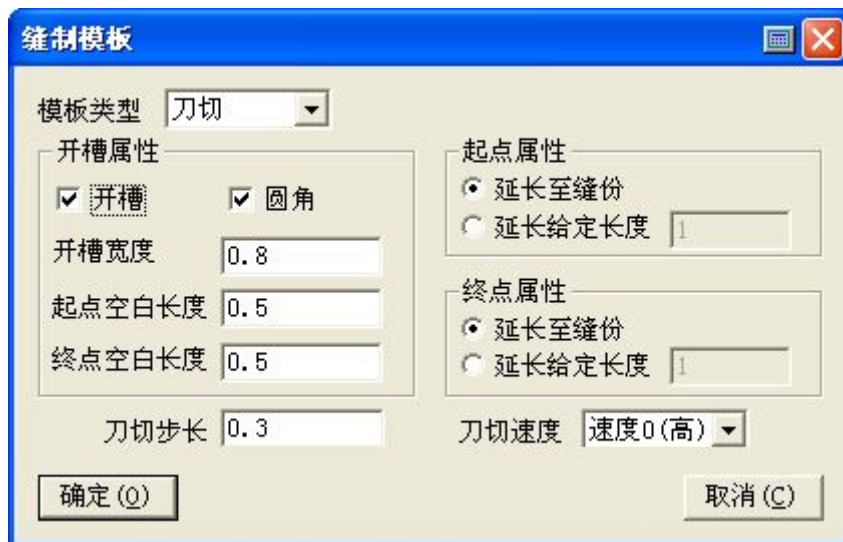 缝制模板
模板类型 刀切
开槽属性
开槽 圆角
开槽宽度 0.8
起点空白长度 0.5
终点空白长度 0.5
刀切步长 0.3
起点属性
延长至缝份
延长给定长度 1
终点属性
延长至缝份
延长给定长度 1
刀切速度 速度0(高)
确定(O) 取消(C)